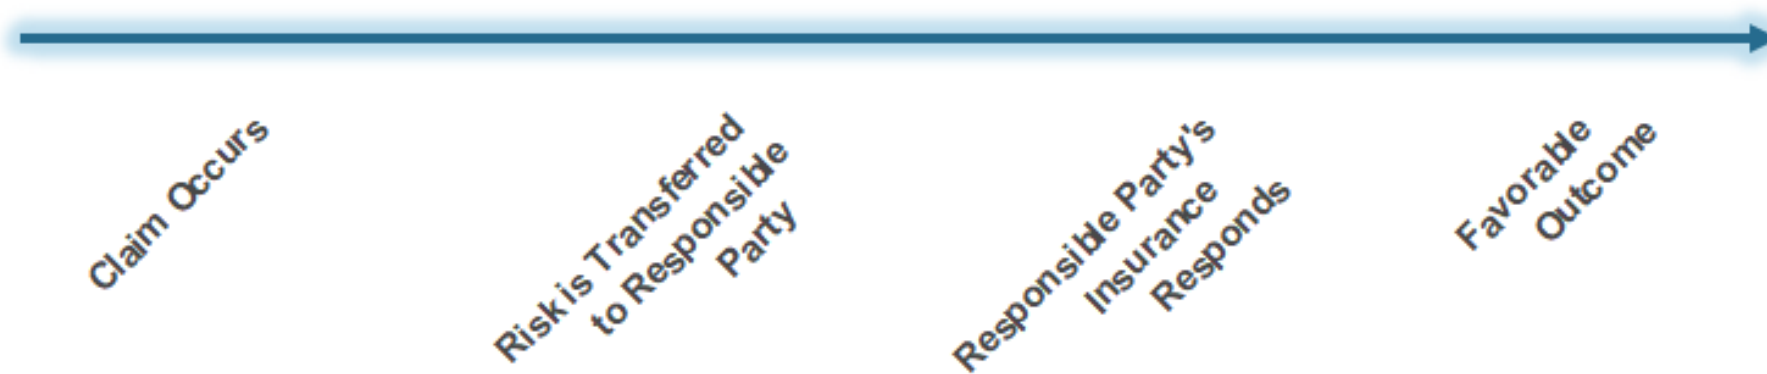 Claim Occurs
Risk is Transferred
to Responsible
Party
Responsible Party's
Insurance
Responds
Favorable
Outcome